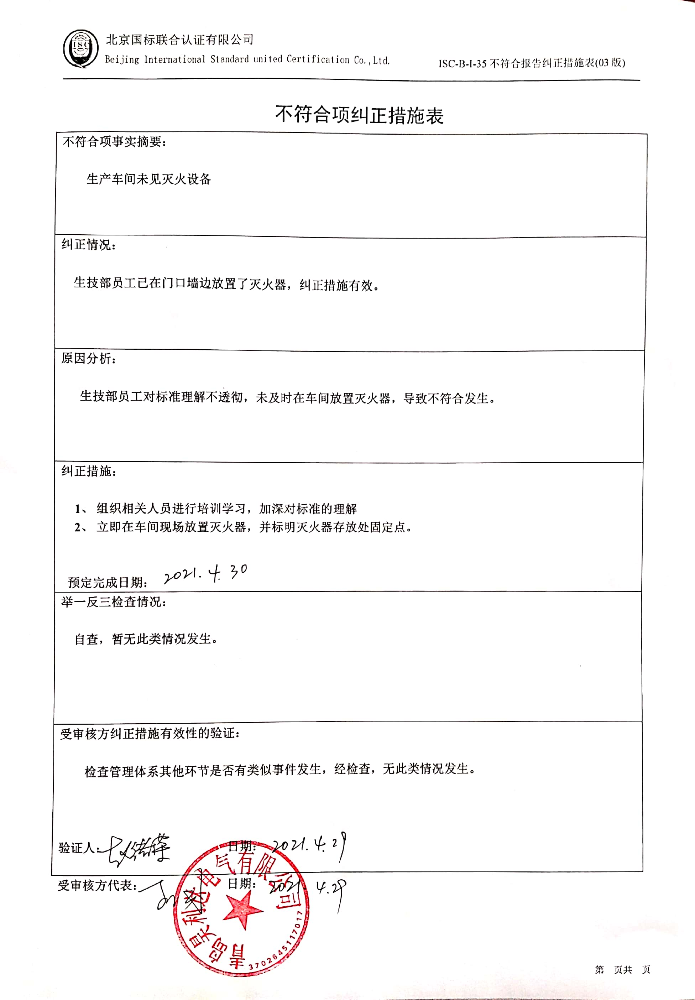 ISC
北京国标联合认证有限公司
Beijing International Standard united Certification Co.,Ltd.
ISC-B-I-35 不符合报告纠正措施表(03 版)
不符合项纠正措施表
不符合项事实摘要：
生产车间未见灭火设备
纠正情况：
生技部员工已在门口墙边放置了灭火器，纠正措施有效。
原因分析：
生技部员工对标准理解不透彻，未及时在车间放置灭火器，导致不符合发生。
纠正措施：
1、 组织相关人员进行培训学习，加深对标准的理解
2、 立即在车间现场放置灭火器，并标明灭火器存放处固定点。
预定完成日期： 2021.4.30
举一反三检查情况：
自查，暂无此类情况发生。
受审核方纠正措施有效性的验证：
检查管理体系其他环节是否有类似事件发生，经检查，无此类情况发生。
验证人： 日期： 2021.4.29
受审核方代表： 日期： 2021 4.29
青岛昊利 电气有限公司
3702845117017
第 页共 页